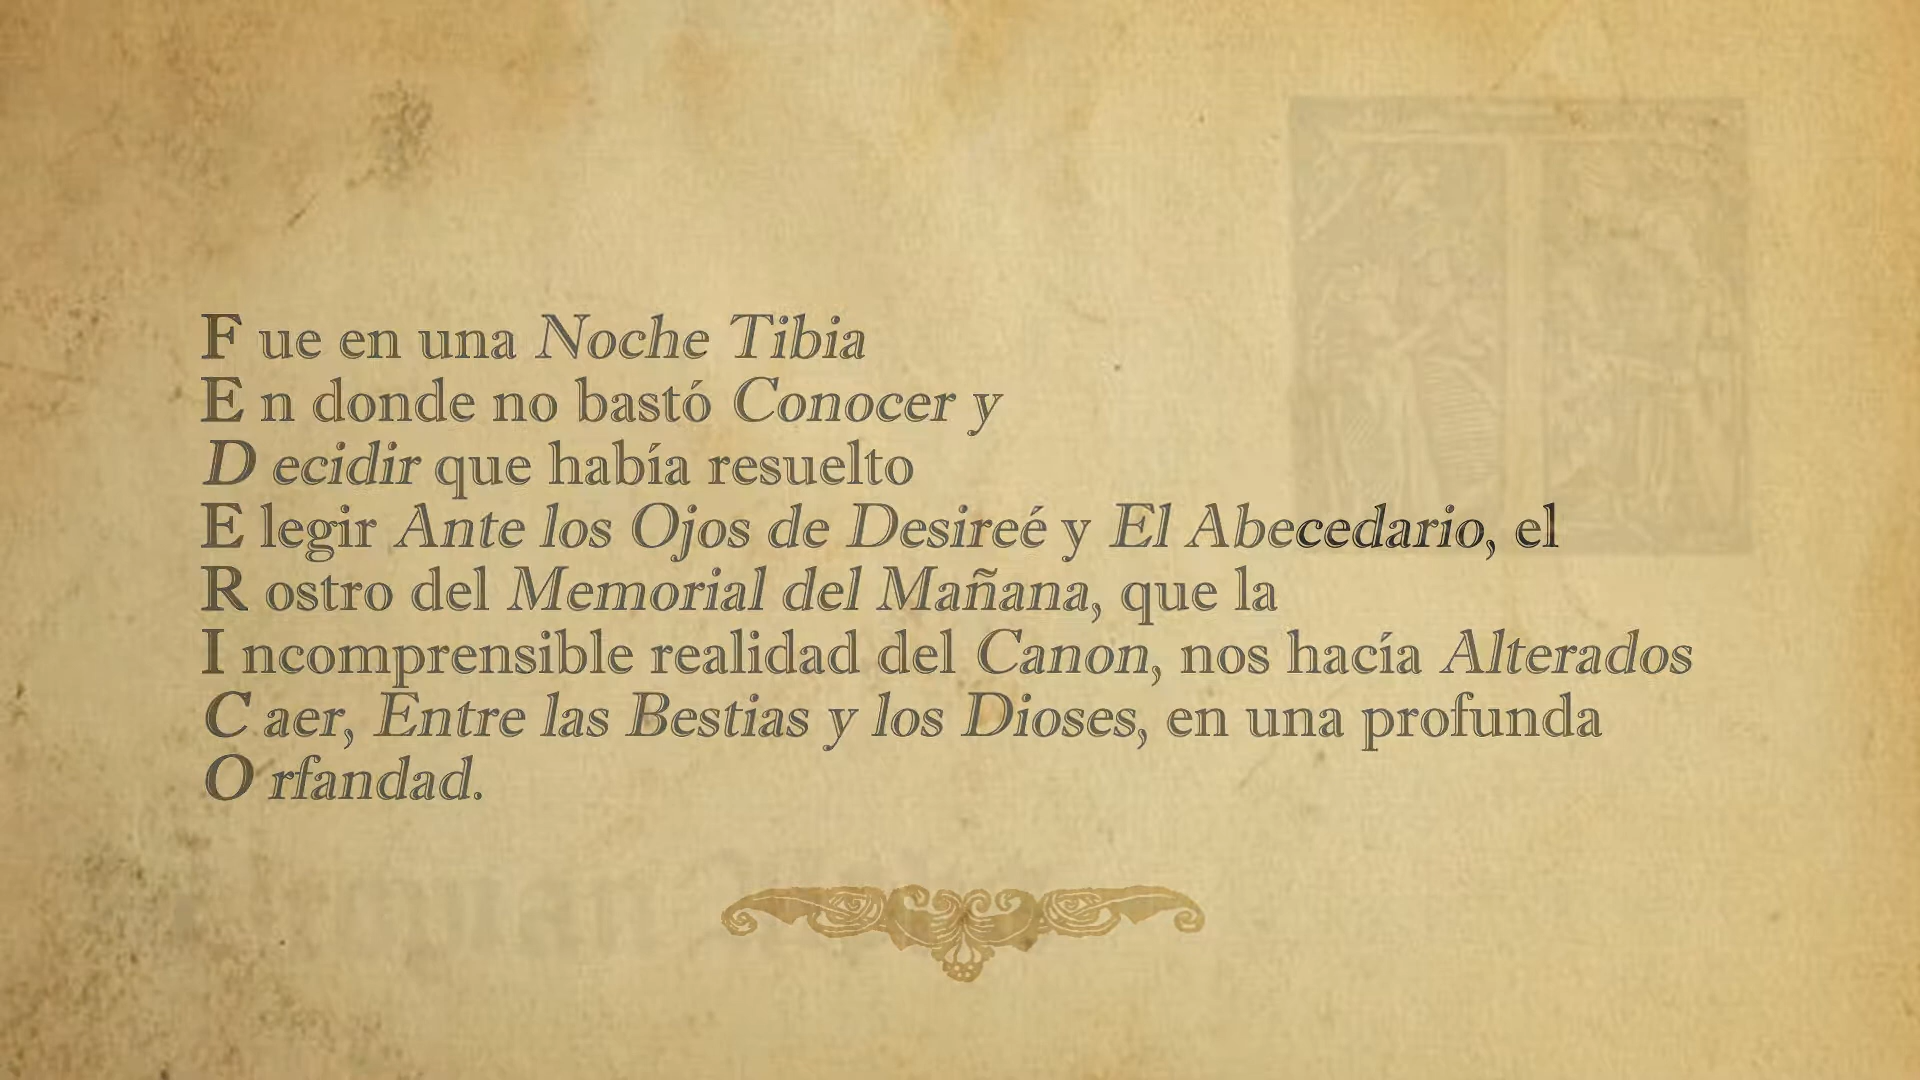 F ue en una Noche Tibia
E n donde no bastó Conocer y
D ecidir que había resuelto
E legir Ante los Ojos de Desireé y El Abecedario, el
R ostro del Memorial del Mañana, que la
I ncomprensible realidad del Canon, nos hacía Alterados
C aer, Entre las Bestias y los Dioses, en una profunda
O rfandad.